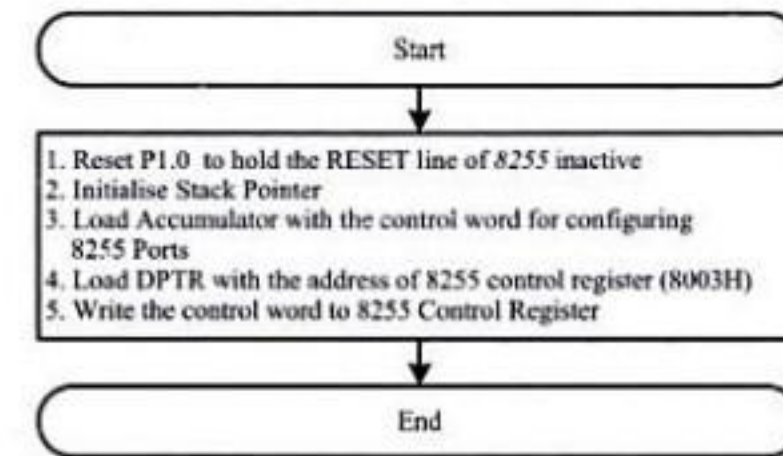 Start
1. Reset P1.0 to hold the RESET line of 8255 inactive
2. Initialise Stack Pointer
3. Load Accumulator with the control word for configuring
8255 Ports
4. Load DPTR with the address of 8255 control register (8003H)
5. Write the control word to 8255 Control Register
End